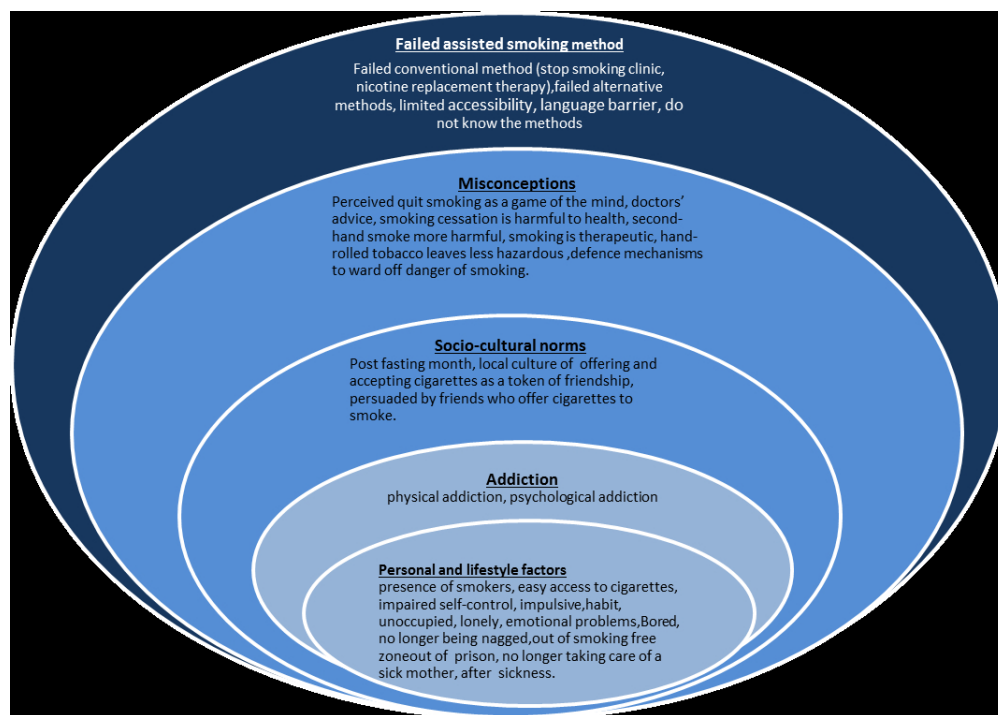 Failed assisted smoking method
Failed conventional method (stop smoking clinic,
nicotine replacement therapy),failed alternative
methods, limited accessibility, language barrier, do
not know the methods
Misconceptions
Perceived quit smoking as a game of the mind, doctors’
advice, smoking cessation is harmful to health, second-
hand smoke more harmful, smoking is therapeutic, hand-
rolled tobacco leaves less hazardous ,defence mechanisms
to ward off danger of smoking.
Socio-cultural norms
Post fasting month, local culture of offering and
accepting cigarettes as a token of friendship,
persuaded by friends who offer cigarettes to
smoke.
Addiction
physical addiction, psychological addiction
Personal and lifestyle factors
presence of smokers, easy access to cigarettes,
impaired self-control, impulsive,habit,
unoccupied, lonely, emotional problems,Bored,
no longer being nagged,out of smoking free
zoneout of prison, no longer taking care of a
sick mother, after sickness.